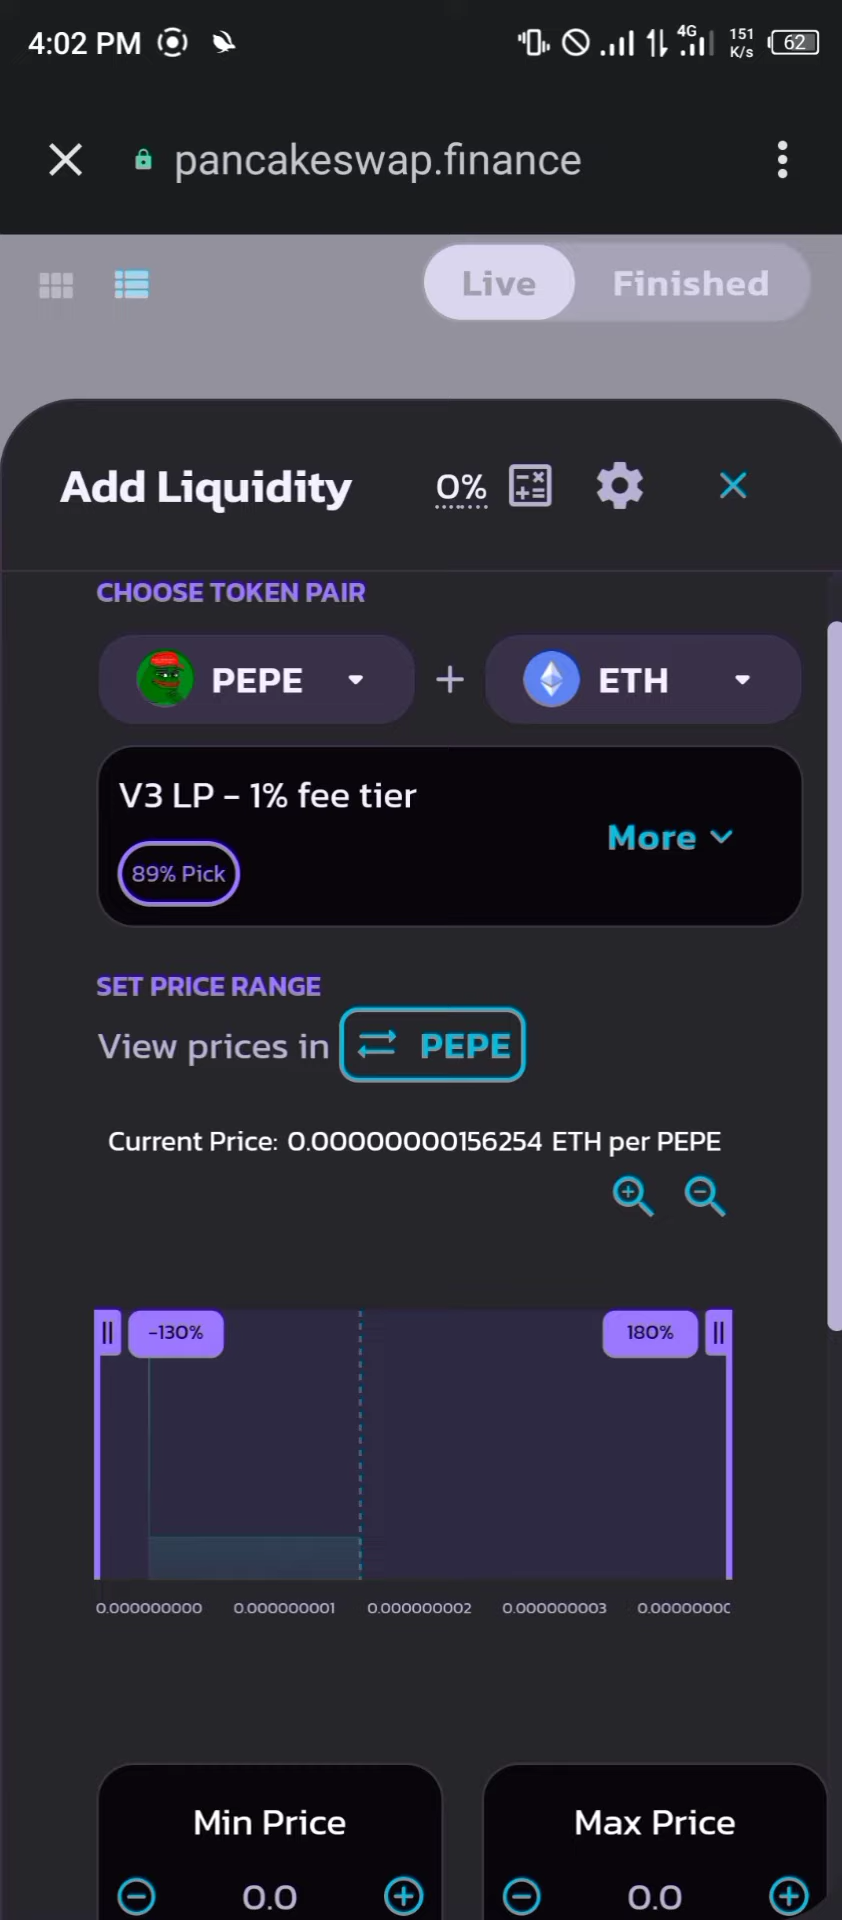 4:02 PM 4G 151 K/s 62
pancakeswap.finance
Live Finished
Add Liquidity 0%
CHOOSE TOKEN PAIR
PEPE + ETH
V3 LP - 1% fee tier
More
89% Pick
SET PRICE RANGE
View prices in PEPE
Current Price: 0.00000000156254 ETH per PEPE
-130% 180%
0.000000000 0.000000001 0.000000002 0.000000003 0.00000000
Min Price Max Price
0.0 0.0